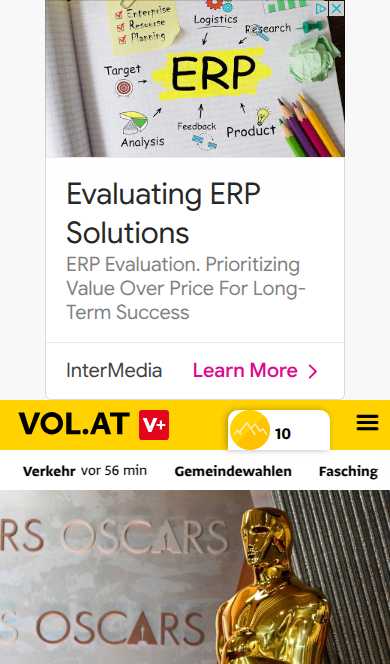 Enterprise
Resourse
Planning
Logistics
Research
Target
ERP
Analysis
Feedback
Product
Evaluating ERP
Solutions
ERP Evaluation. Prioritizing
Value Over Price For Long-
Term Success
InterMedia Learn More
VOL.AT V+ 10
Verkehr vor 56 min Gemeindewahlen Fasching
RS OSCARS
S OSCARS